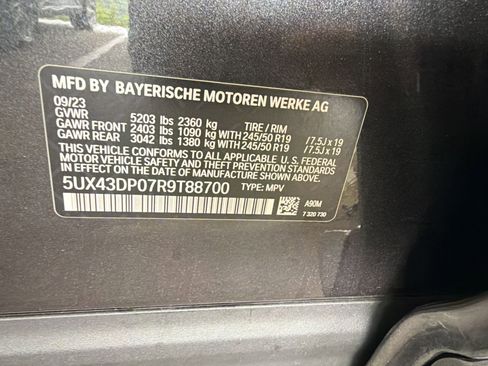 MFD BY BAYERISCHE MOTOREN WERKE AG
09/23
GVWR 5203 lbs 2360 kg TIRE / RIM
GAWR FRONT 2403 lbs 1090 kg WITH 245/50 R19 /7.5J x 19
GAWR REAR 3042 lbs 1380 kg WITH 245/50 R19 /7.5J x 19
THIS VEHICLE CONFORMS TO ALL APPLICABLE U.S. FEDERAL
MOTOR VEHICLE SAFETY AND THEFT PREVENTION STANDARDS
IN EFFECT ON THE DATE OF MANUFACTURE SHOWN ABOVE.
5UX43DP07R9T88700 TYPE: MPV
A90M
7 320 730